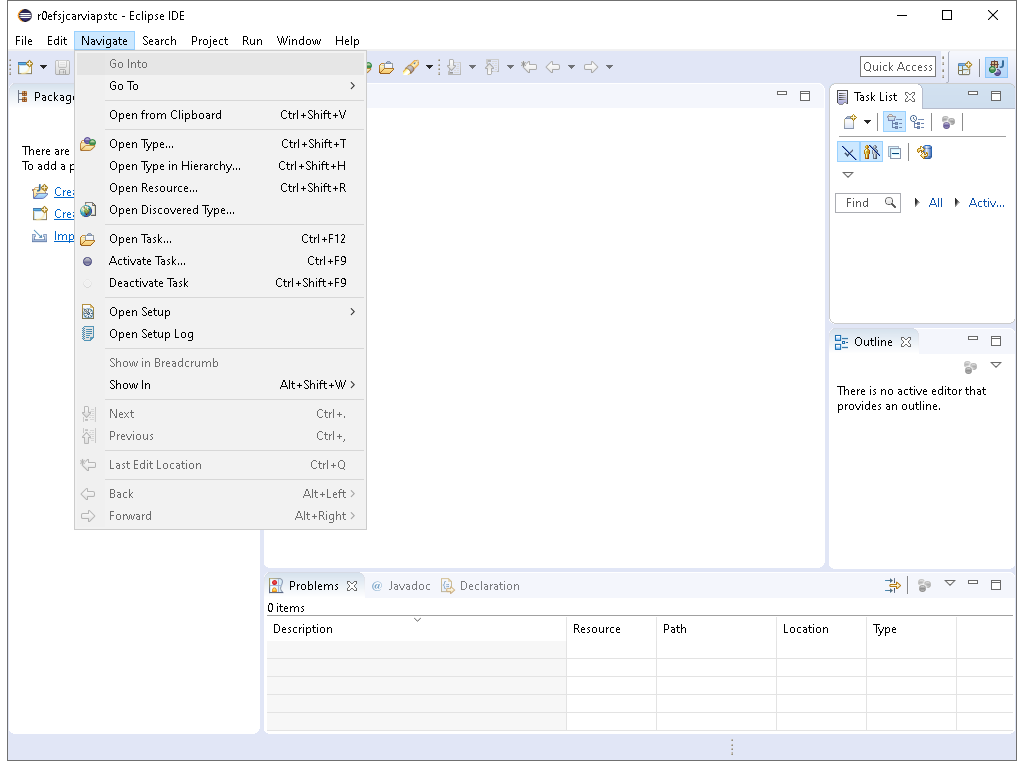 r0efsjcarviapstc - Eclipse IDE
File Edit Navigate Search Project Run Window Help
Quick Access
Go Into
Go To
Open from Clipboard Ctrl+Shift+V
Open Type... Ctrl+Shift+T
Open Type in Hierarchy... Ctrl+Shift+H
Open Resource... Ctrl+Shift+R
Open Discovered Type...
Open Task... Ctrl+F12
Activate Task... Ctrl+F9
Deactivate Task Ctrl+Shift+F9
Open Setup
Open Setup Log
Show in Breadcrumb
Show In Alt+Shift+W
Next Ctrl+.
Previous Ctrl+,
Last Edit Location Ctrl+Q
Back Alt+Left
Forward Alt+Right
Packag
There are
To add a p
Crea
Crea
Imp
Task List
Find All Activ...
Outline
There is no active editor that
provides an outline.
Problems @ Javadoc Declaration
0 items
Description Resource Path Location Type